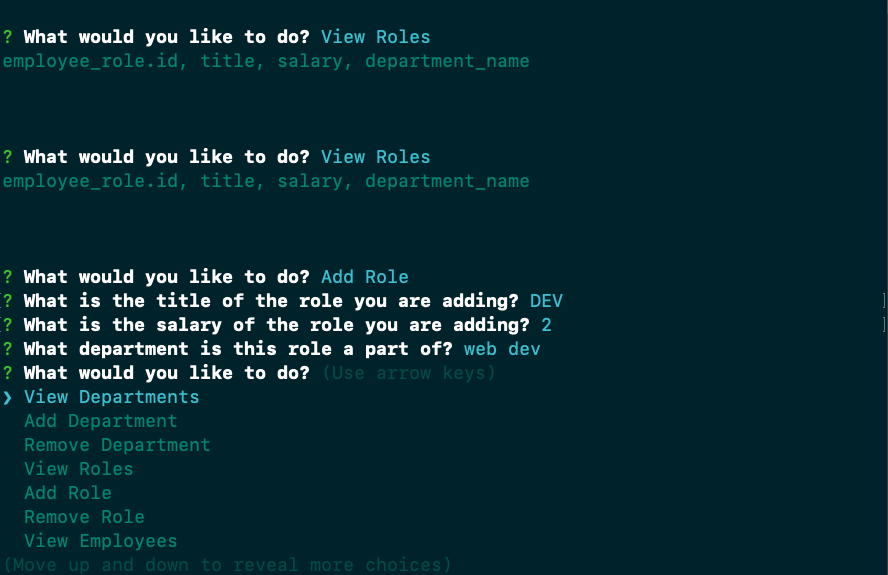 ? What would you like to do? View Roles
employee_role.id, title, salary, department_name
? What would you like to do? View Roles
employee_role.id, title, salary, department_name
? What would you like to do? Add Role
[? What is the title of the role you are adding? DEV ]
[? What is the salary of the role you are adding? 2 ]
? What department is this role a part of? web dev
? What would you like to do? (Use arrow keys)
❯ View Departments
Add Department
Remove Department
View Roles
Add Role
Remove Role
View Employees
(Move up and down to reveal more choices)